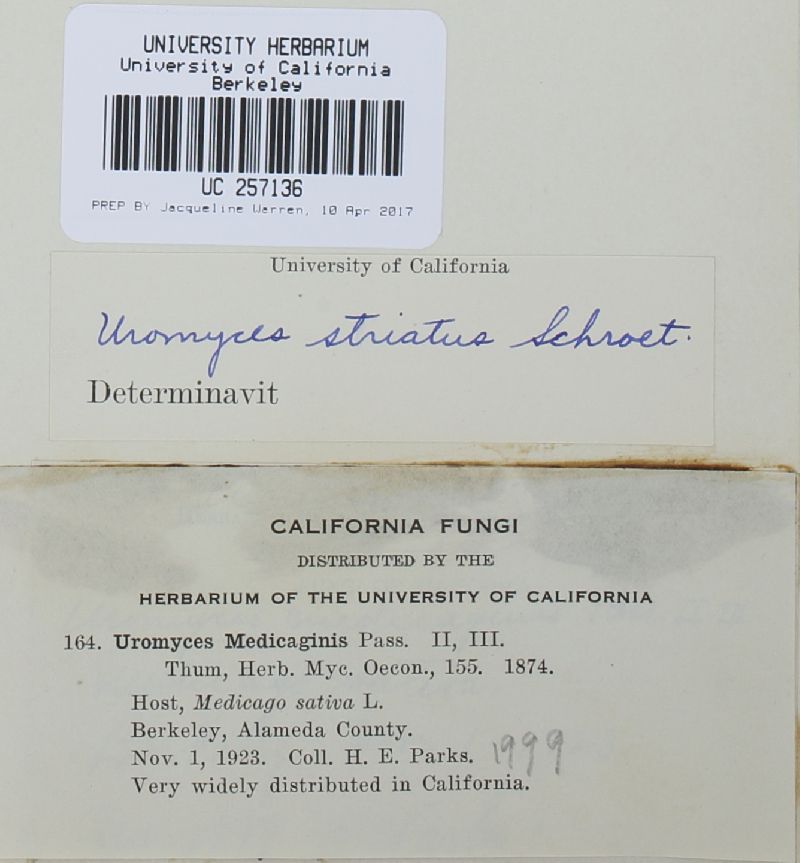 UNIVERSITY HERBARIUM
University of California
Berkeley
UC 257136
PREP BY Jacqueline Warren, 10 Apr 2017
University of California
Uromyces striatus Schroet.
Determinavit
CALIFORNIA FUNGI
DISTRIBUTED BY THE
HERBARIUM OF THE UNIVERSITY OF CALIFORNIA
164. Uromyces Medicaginis Pass. II, III.
Thum, Herb. Myc. Oecon., 155. 1874.
Host, Medicago sativa L.
Berkeley, Alameda County.
Nov. 1, 1923. Coll. H. E. Parks. 1999
Very widely distributed in California.